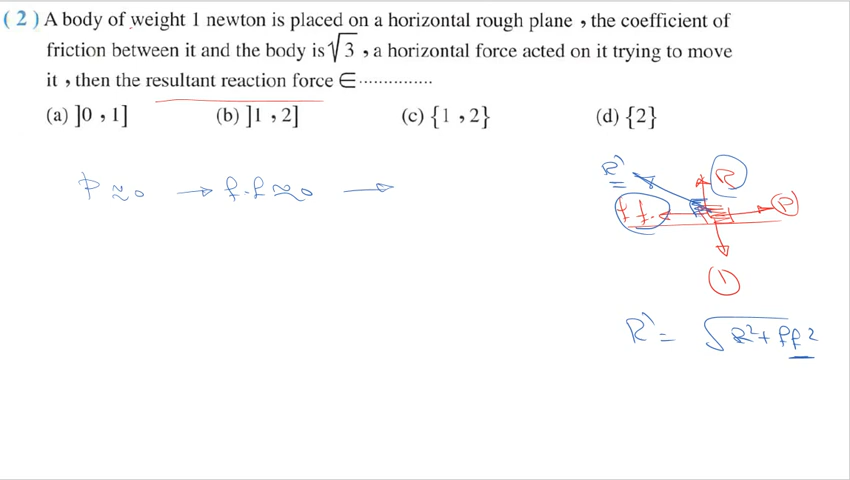 (2) A body of weight 1 newton is placed on a horizontal rough plane , the coefficient of
friction between it and the body is √3 , a horizontal force acted on it trying to move
it , then the resultant reaction force ∈ ...............
(a) ]0 , 1] (b) ]1 , 2] (c) {1 , 2} (d) {2}
P ≈ 0 → f.f ≈ 0 →
R' R
f f. P
1
R' = √R²+ff²